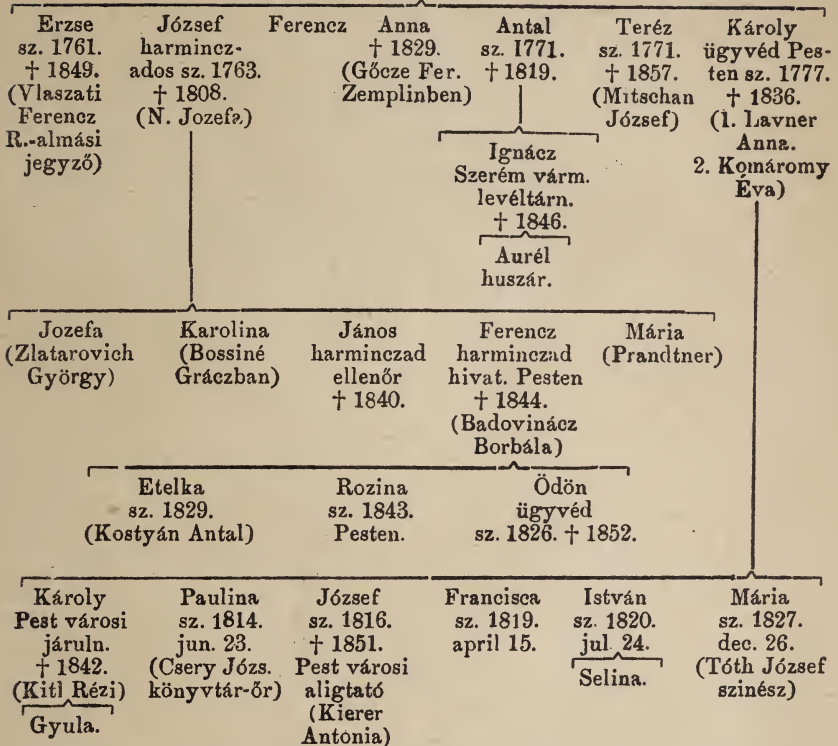 Erzse
sz. 1761.
† 1849.
(Vlaszati
Ferencz
R.-almási
jegyző)
József
harmincz-
ados sz. 1763.
† 1808.
(N. Jozefa)
Ferencz
Anna
† 1829.
(Gőcze Fer.
Zemplinben)
Antal
sz. 1771.
† 1819.
Teréz
sz. 1771.
† 1857.
(Mitschan
József)
Károly
ügyvéd Pes-
ten sz. 1777.
† 1836.
(1. Lavner
Anna.
2. Komáromy
Éva)
Ignácz
Szerém várm.
levéltárn.
† 1846.
Aurél
huszár.
Jozefa
(Zlatarovich
György)
Karolina
(Bossiné
Gráczban)
János
harminczad
ellenőr
† 1840.
Ferencz
harminczad
hivat. Pesten
† 1844.
(Badovinácz
Borbála)
Mária
(Prandtner)
Etelka
sz. 1829.
(Kostyán Antal)
Rozina
sz. 1843.
Pesten.
Ödön
ügyvéd
sz. 1826. † 1852.
Károly
Pest városi
járuln.
† 1842.
(Kitl Rézi)
Gyula.
Paulina
sz. 1814.
jun. 23.
(Csery Józs.
könyvtár-őr)
József
sz. 1816.
† 1851.
Pest városi
aligtató
(Kierer
Antonia)
Francisca
sz. 1819.
april 15.
István
sz. 1820.
jul. 24.
Selina.
Mária
sz. 1827.
dec. 26.
(Tóth József
szinész)